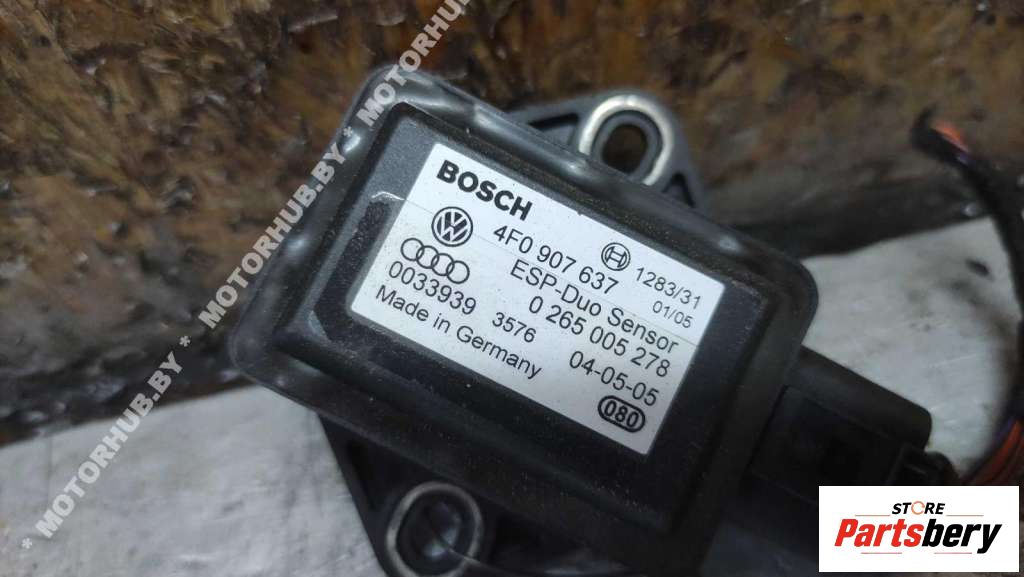 BOSCH
4F0 907 637
1283/31
ESP-Duo Sensor
01/05
0033939
0 265 005 278
Made in Germany
3576
04-05-05
080
* MOTORHUB.BY * MOTORHUB.BY * MOTORHUB.BY
* MOTORHUB.BY
STORE
Partsbery